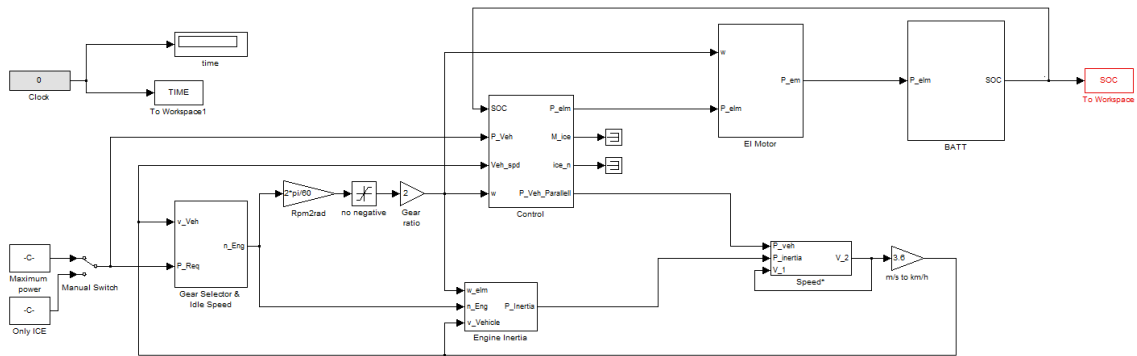 0
Clock
time
TIME
To Workspace1
w
P_elm
P_em
El Motor
P_elm
SOC
BATT
SOC
To Workspace
SOC
P_Veh
Veh_spd
w
P_elm
M_ice
ice_n
P_Veh_Parallell
Control
2*pi/60
Rpm2rad
no negative
2
Gear
ratio
v_Veh
P_Req
n_Eng
Gear Selector &
Idle Speed
-C-
Maximum
power
Manual Switch
-C-
Only ICE
w_elm
n_Eng
v_Vehicle
P_Inertia
Engine Inertia
P_veh
P_inertia
V_1
V_2
Speed*
3.6
m/s to km/h